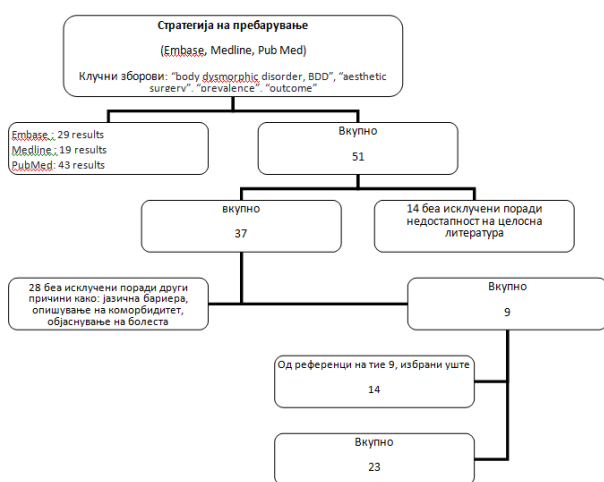 Стратегија на пребарување
(Embase, Medline, Pub Med)
Клучни зборови: “body dysmorphic disorder, BDD”, “aesthetic
surgery”, “prevalence”, “outcome”
Embase : 29 results
Medline : 19 results
PubMed: 43 results
Вкупно
51
вкупно
37
14 беа исклучени поради
недостапност на целосна
литература
28 беа исклучени поради други
причини како: јазична бариера,
опишување на коморбидитет,
објаснување на болеста
Вкупно
9
Од референци на тие 9, избрани уште
14
Вкупно
23